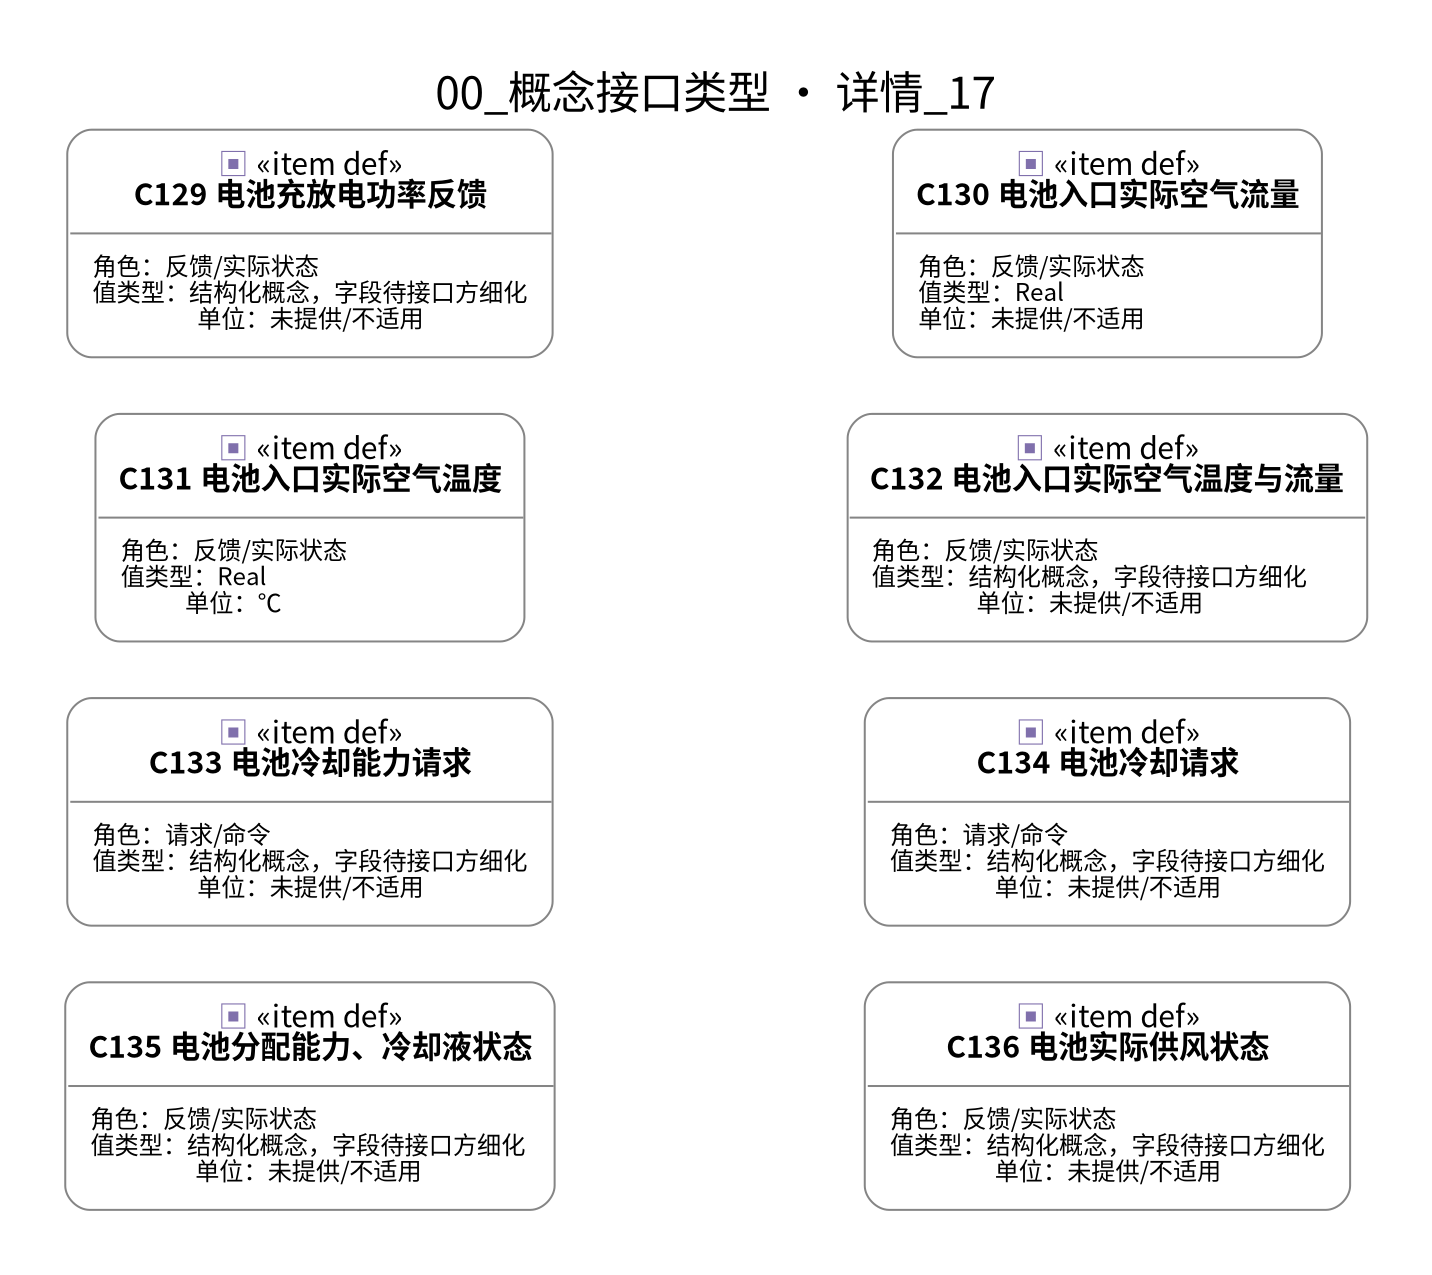 00_概念接口类型 · 详情_17
«item def»
C129 电池充放电功率反馈
角色：反馈/实际状态
值类型：结构化概念，字段待接口方细化
单位：未提供/不适用
«item def»
C130 电池入口实际空气流量
角色：反馈/实际状态
值类型：Real
单位：未提供/不适用
«item def»
C131 电池入口实际空气温度
角色：反馈/实际状态
值类型：Real
单位：℃
«item def»
C132 电池入口实际空气温度与流量
角色：反馈/实际状态
值类型：结构化概念，字段待接口方细化
单位：未提供/不适用
«item def»
C133 电池冷却能力请求
角色：请求/命令
值类型：结构化概念，字段待接口方细化
单位：未提供/不适用
«item def»
C134 电池冷却请求
角色：请求/命令
值类型：结构化概念，字段待接口方细化
单位：未提供/不适用
«item def»
C135 电池分配能力、冷却液状态
角色：反馈/实际状态
值类型：结构化概念，字段待接口方细化
单位：未提供/不适用
«item def»
C136 电池实际供风状态
角色：反馈/实际状态
值类型：结构化概念，字段待接口方细化
单位：未提供/不适用